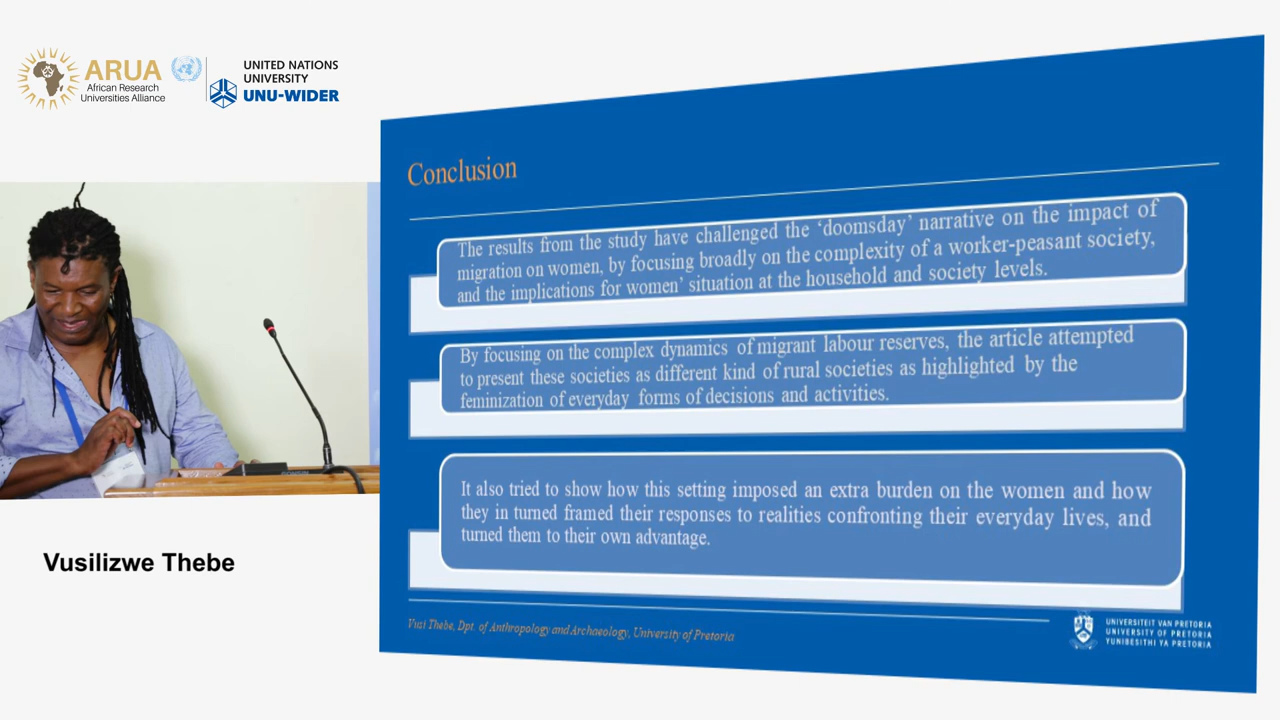 ARUA
African Research
Universities Alliance
UNITED NATIONS
UNIVERSITY
UNU-WIDER
Conclusion
The results from the study have challenged the ‘doomsday’ narrative on the impact of
migration on women, by focusing broadly on the complexity of a worker-peasant society,
and the implications for women’ situation at the household and society levels.
By focusing on the complex dynamics of migrant labour reserves, the article attempted
to present these societies as different kind of rural societies as highlighted by the
feminization of everyday forms of decisions and activities.
It also tried to show how this setting imposed an extra burden on the women and how
they in turned framed their responses to realities confronting their everyday lives, and
turned them to their own advantage.
Vusilizwe Thebe
Vuzi Thebe, Dpt. of Anthropology and Archaeology, University of Pretoria
UNIVERSITEIT VAN PRETORIA
UNIVERSITY OF PRETORIA
YUNIBESITHI YA PRETORIA